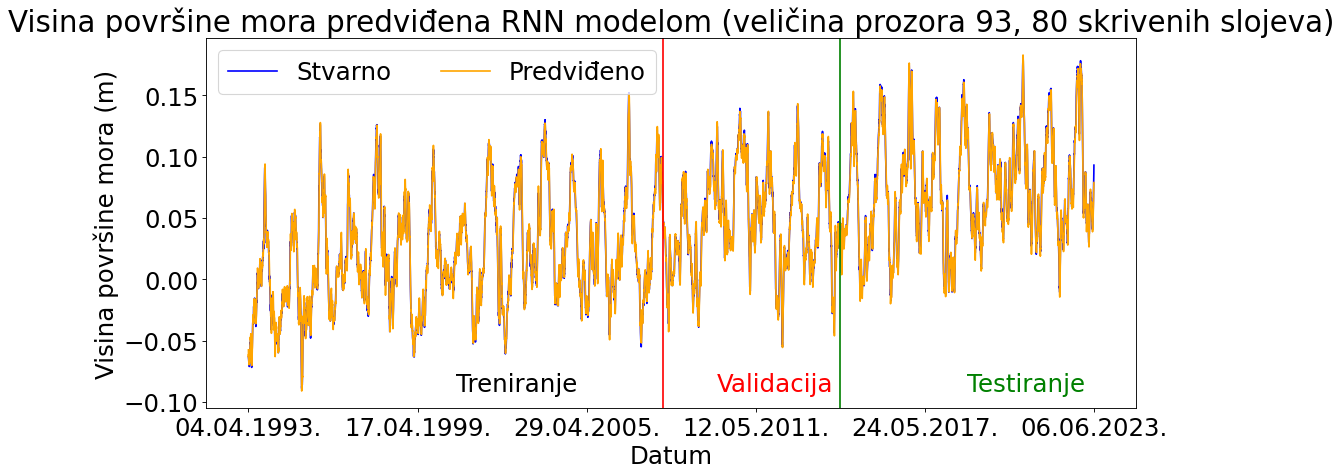 Visina površine mora predviđena RNN modelom (veličina prozora 93, 80 skrivenih slojeva)
Stvarno
Predviđeno
Visina površine mora (m)
0.15
0.10
0.05
0.00
−0.05
−0.10
Treniranje
Validacija
Testiranje
04.04.1993.
17.04.1999.
29.04.2005.
12.05.2011.
24.05.2017.
06.06.2023.
Datum